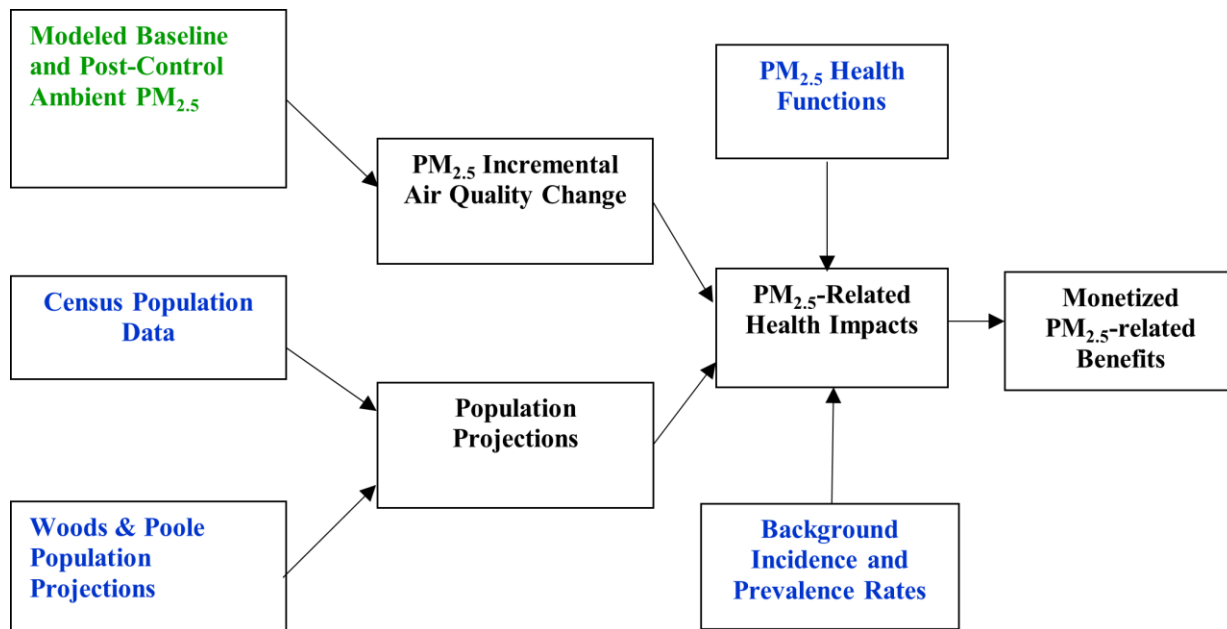 Modeled Baseline
and Post-Control
Ambient PM2.5
PM2.5 Health
Functions
PM2.5 Incremental
Air Quality Change
Census Population
Data
PM2.5-Related
Health Impacts
Monetized
PM2.5-related
Benefits
Population
Projections
Woods & Poole
Population
Projections
Background
Incidence and
Prevalence Rates